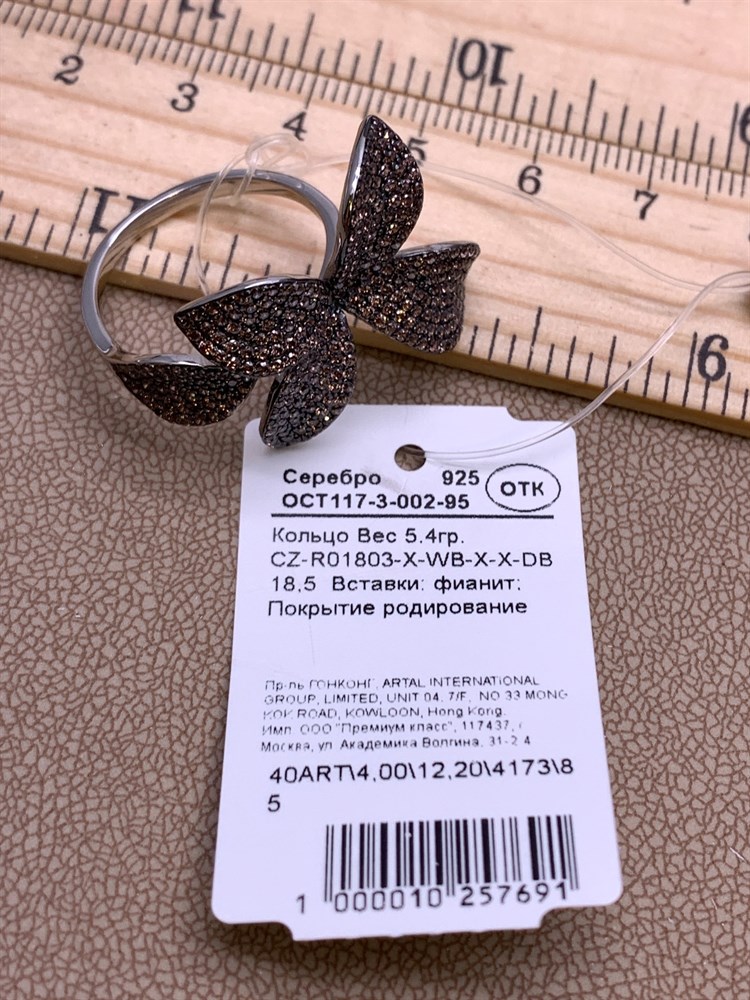 2 3 4 5 6 7
11 10
6
Серебро 925 ОТК
ОСТ117-3-002-95
Кольцо Вес 5,4гр.
CZ-R01803-X-WB-X-X-DB
18,5 Вставки: фианит;
Покрытие родирование
Пр-ль ГОНКОНГ, ARTAL INTERNATIONAL
GROUP, LIMITED, UNIT 04, 7/F, NO 33 MONG
KOK ROAD, KOWLOON, Hong Kong.
Имп. ООО "Премиум класс", 117437, г
Москва, ул. Академика Волгина, 31-2 4
40ART\4,00\12,20\4173\8
5
1 000010 257691